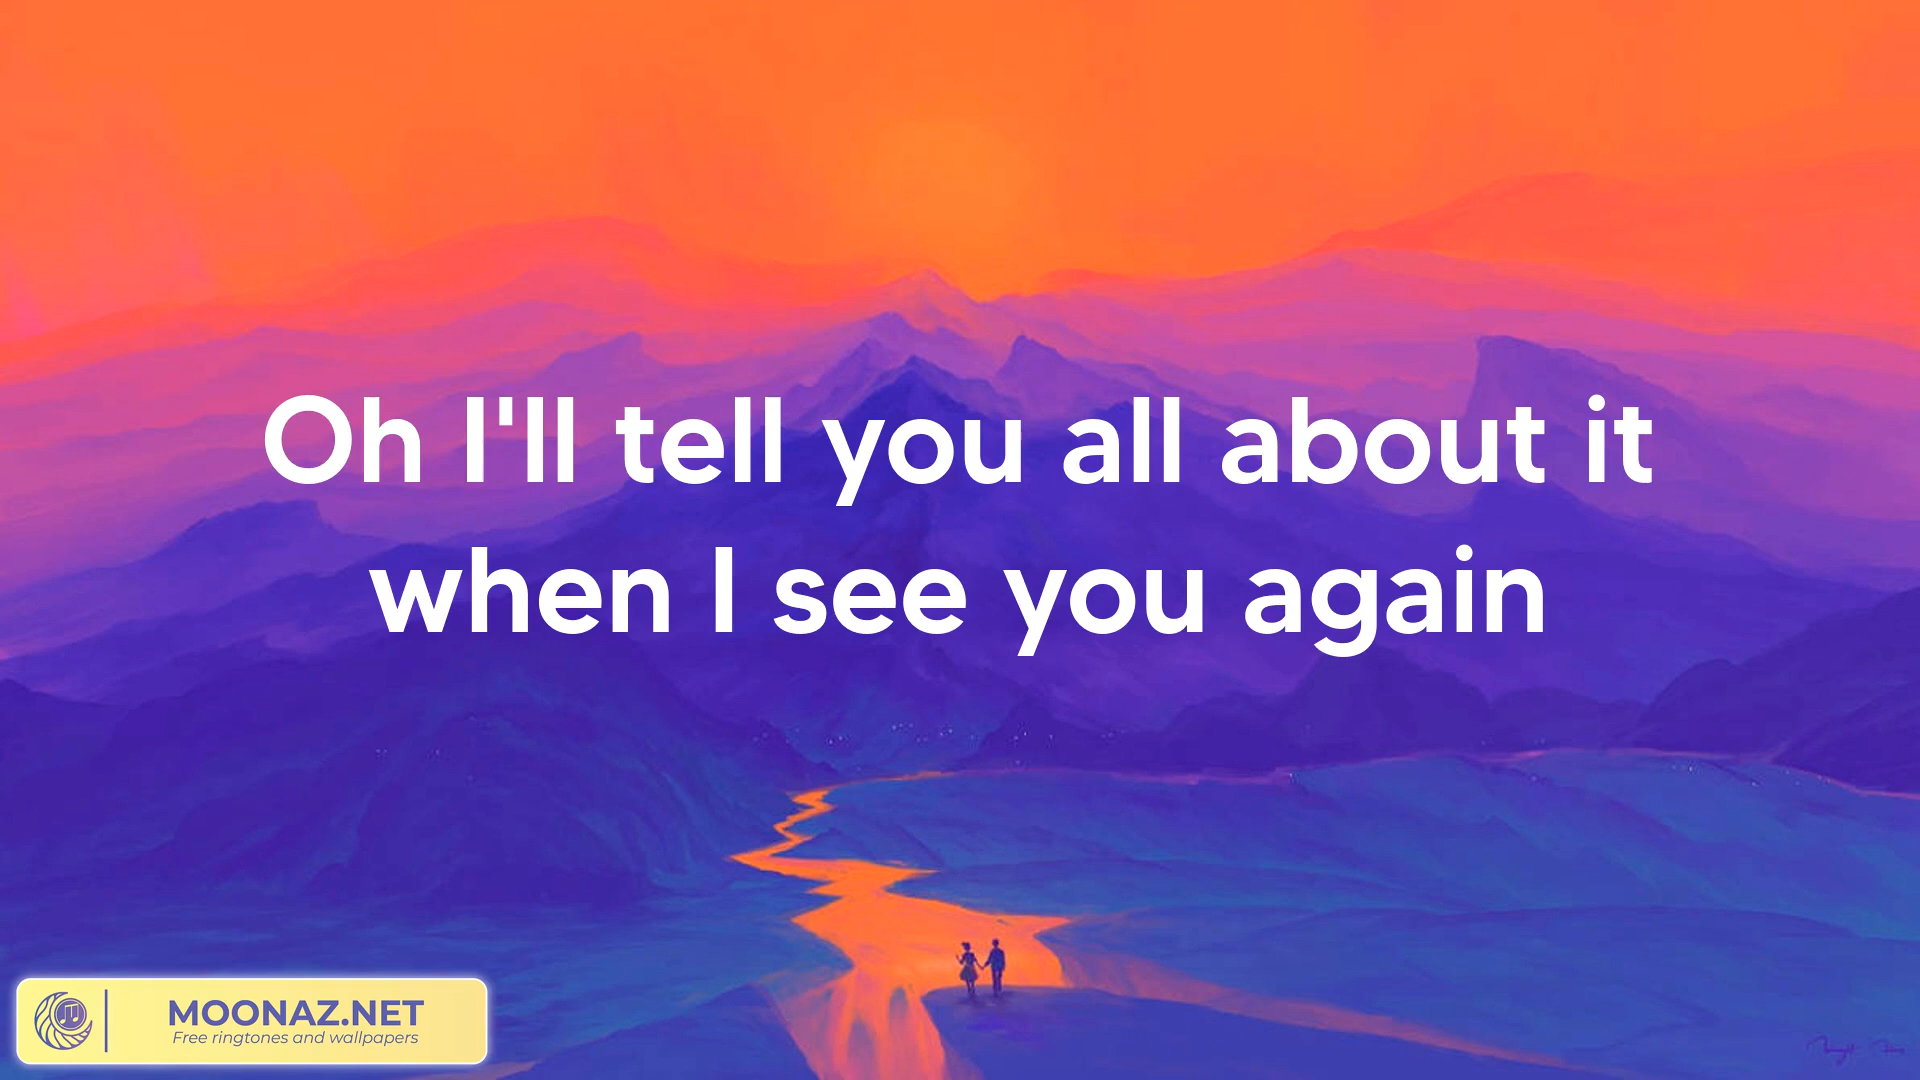 Oh I'll tell you all about it
when I see you again
MOONAZ.NET
Free ringtones and wallpapers